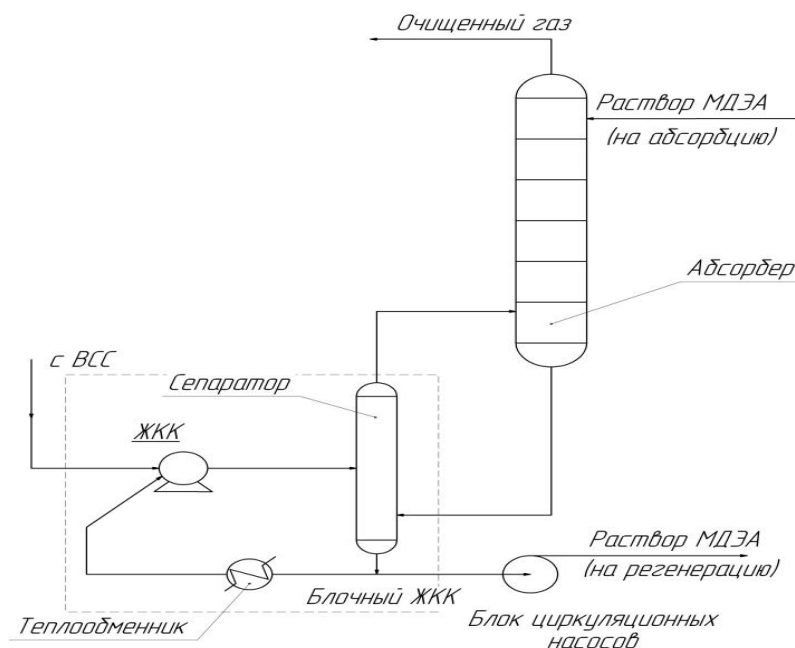 Очищенный газ
Раствор МДЭА
(на абсорбцию)
Абсорбер
с ВСС
Сепаратор
ЖКК
Раствор МДЭА
(на регенерацию)
Блочный ЖКК
Теплообменник
Блок циркуляционных
насосов